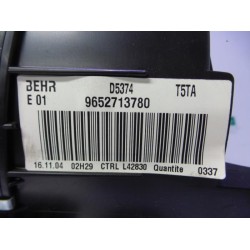 BEHR D5374 T5TA
E 01 9652713780
16.11.04 02H29 CTRL L42830 Quantite 0337